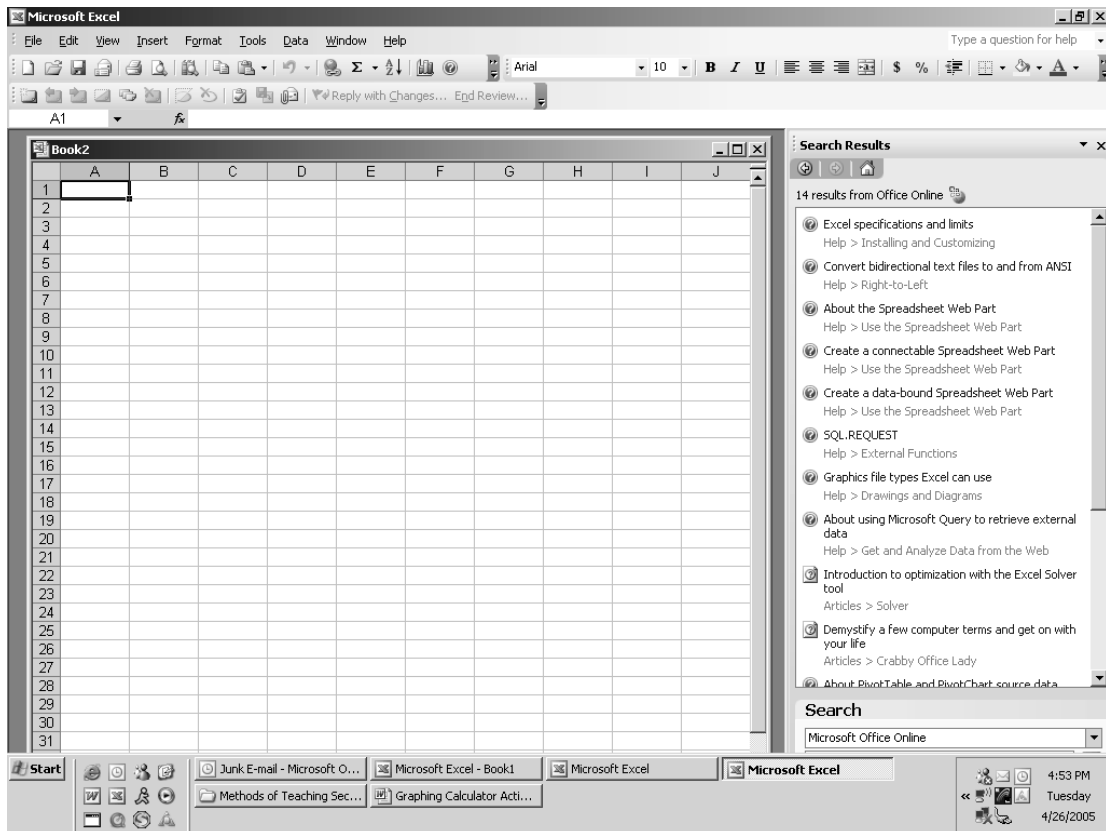 Microsoft Excel
File Edit View Insert Format Tools Data Window Help
Type a question for help
Arial 10 B I U $ %
Reply with Changes... End Review...
A1 fx
Book2
A B C D E F G H I J
1
2
3
4
5
6
7
8
9
10
11
12
13
14
15
16
17
18
19
20
21
22
23
24
25
26
27
28
29
30
31
Search Results
14 results from Office Online
Excel specifications and limits
Help > Installing and Customizing
Convert bidirectional text files to and from ANSI
Help > Right-to-Left
About the Spreadsheet Web Part
Help > Use the Spreadsheet Web Part
Create a connectable Spreadsheet Web Part
Help > Use the Spreadsheet Web Part
Create a data-bound Spreadsheet Web Part
Help > Use the Spreadsheet Web Part
SQL.REQUEST
Help > External Functions
Graphics file types Excel can use
Help > Drawings and Diagrams
About using Microsoft Query to retrieve external
data
Help > Get and Analyze Data from the Web
Introduction to optimization with the Excel Solver
tool
Articles > Solver
Demystify a few computer terms and get on with
your life
Articles > Crabby Office Lady
About PivotTable and PivotChart source data
Search
Microsoft Office Online
Start
Junk E-mail - Microsoft O...
Microsoft Excel - Book1
Microsoft Excel
Microsoft Excel
Methods of Teaching Sec...
Graphing Calculator Acti...
4:53 PM
Tuesday
4/26/2005